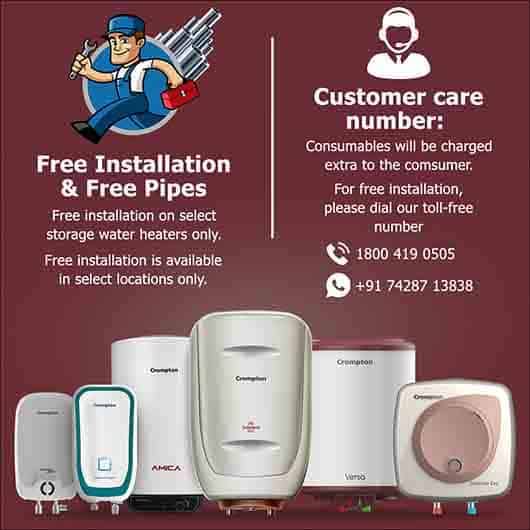 Free Installation
& Free Pipes
Free installation on select
storage water heaters only.
Free installation is available
in select locations only.
Customer care
number:
Consumables will be charged
extra to the comsumer.
For free installation,
please dial our toll-free
number
1800 419 0505
+91 74287 13838
Crompton
Crompton
Crompton
AMICA
Crompton
Crompton
Versa
Crompton